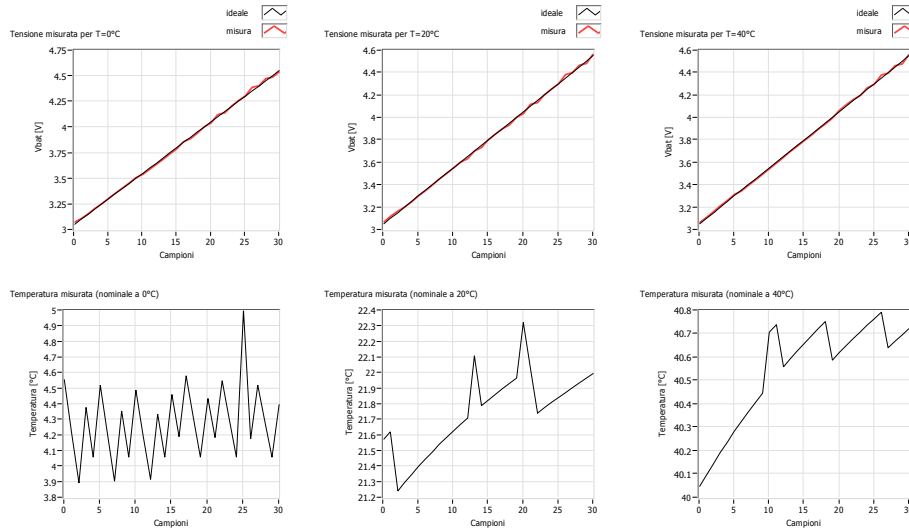 ideale
misura
Tensione misurata per T=0ºC
4.75
4.5
4.25
4
3.75
3.5
3.25
3
Vbat [V]
0 5 10 15 20 25 30
Campioni
ideale
misura
Tensione misurata per T=20ºC
4.6
4.4
4.2
4
3.8
3.6
3.4
3.2
3
Vbat [V]
0 5 10 15 20 25 30
Campioni
ideale
misura
Tensione misurata per T=40ºC
4.6
4.4
4.2
4
3.8
3.6
3.4
3.2
3
Vbat [V]
0 5 10 15 20 25 30
Campioni
Temperatura misurata (nominale a 0ºC)
5
4.9
4.8
4.7
4.6
4.5
4.4
4.3
4.2
4.1
4
3.9
3.8
Temperatura [ºC]
0 5 10 15 20 25 30
Campioni
Temperatura misurata (nominale a 20ºC)
22.4
22.3
22.2
22.1
22
21.9
21.8
21.7
21.6
21.5
21.4
21.3
21.2
Temperatura [ºC]
0 5 10 15 20 25 30
Campioni
Temperatura misurata (nominale a 40ºC)
40.8
40.7
40.6
40.5
40.4
40.3
40.2
40.1
40
Temperatura [ºC]
0 5 10 15 20 25 30
Campioni